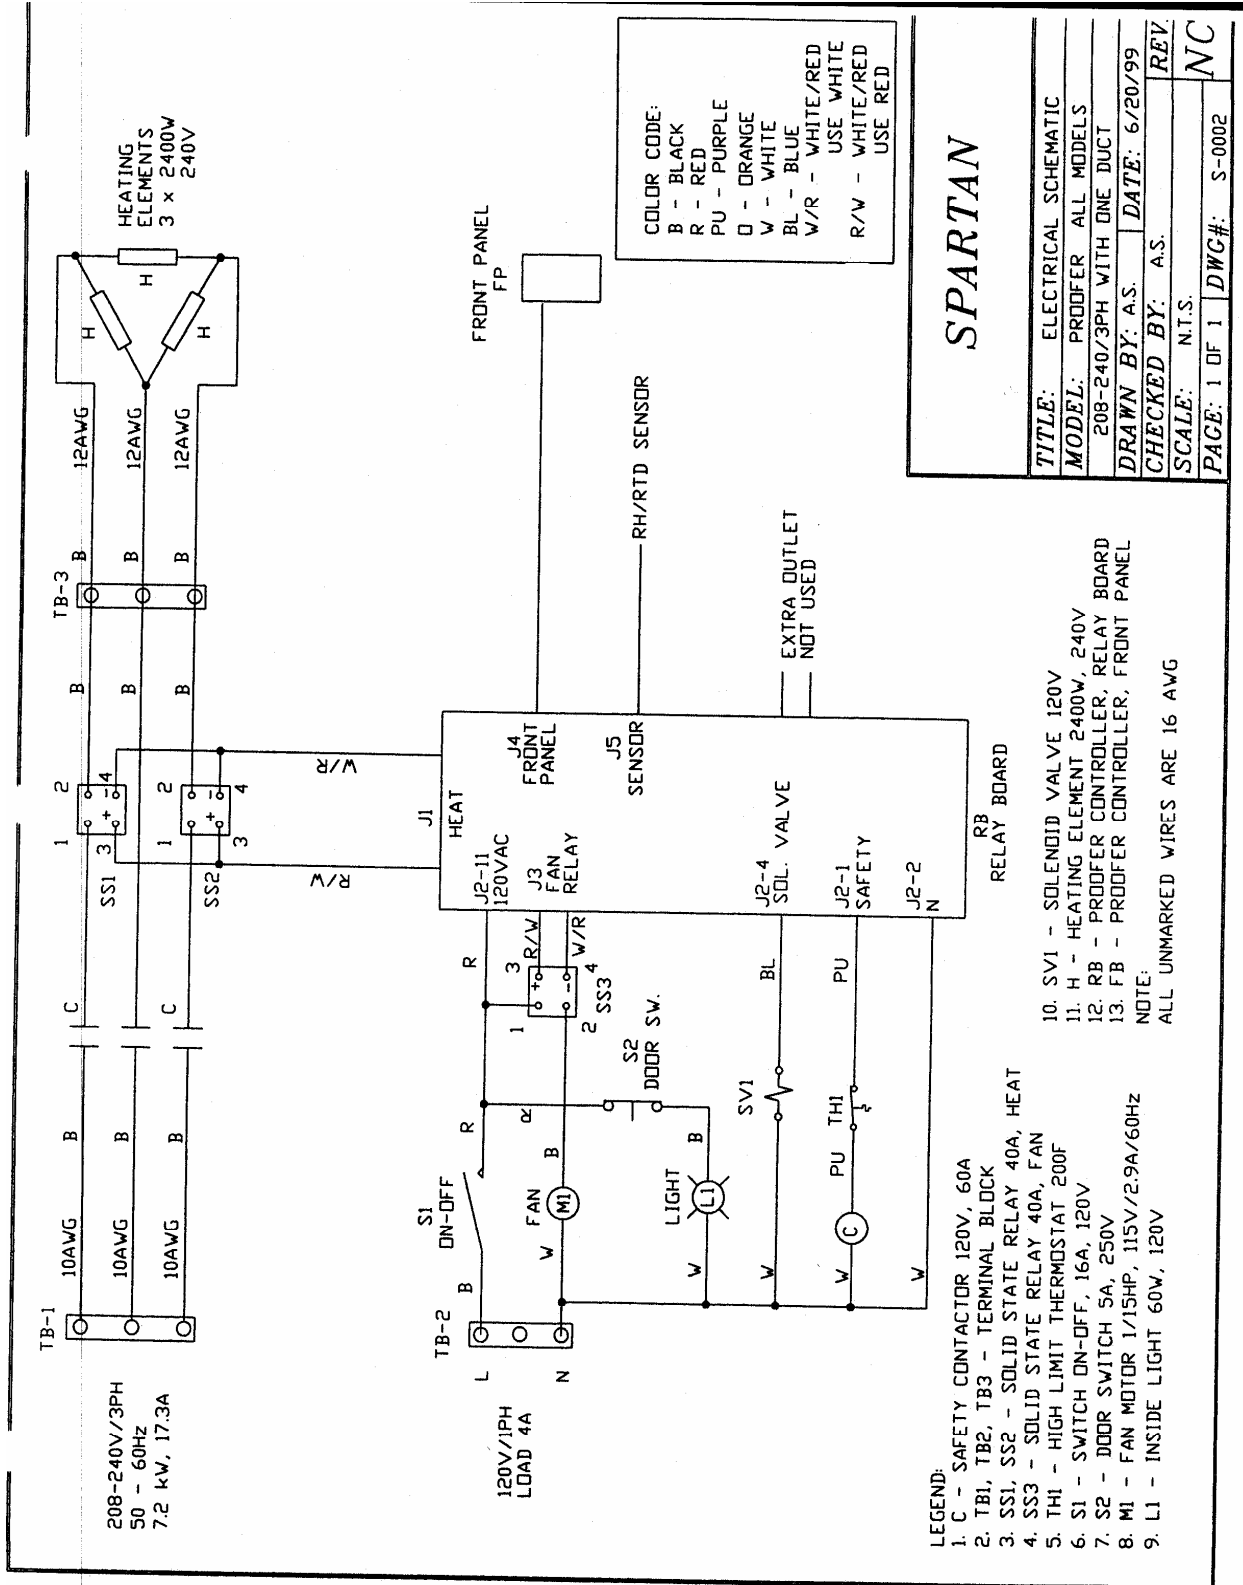 208-240V/3PH
50 - 60Hz
7.2 kW, 17.3A
TB-1
10AWG
10AWG
10AWG
B
B
B
C
C
SS1
1
2
3
4
+
-
SS2
1
2
3
4
+
-
B
B
B
TB-3
B
B
B
12AWG
12AWG
12AWG
H
H
H
HEATING
ELEMENTS
3 x 2400W
240V
R/W
W/R
120V/1PH
LOAD 4A
L
N
TB-2
B
S1
ON-OFF
R
R
R
W
FAN
M1
B
1
2
3
4
+
-
SS3
R/W
W/R
S2
DOOR SW.
LIGHT
L1
W
B
W
SV1
BL
W
C
PU
TH1
PU
W
J1
HEAT
J2-11
120VAC
J3
FAN
RELAY
J4
FRONT
PANEL
J5
SENSOR
J2-4
SOL. VALVE
J2-1
SAFETY
J2-2
N
RB
RELAY BOARD
FRONT PANEL
FP
RH/RTD SENSOR
EXTRA OUTLET
NOT USED
COLOR CODE:
B - BLACK
R - RED
PU - PURPLE
O - ORANGE
W - WHITE
BL - BLUE
W/R - WHITE/RED
USE WHITE
R/W - WHITE/RED
USE RED
LEGEND:
1. C - SAFETY CONTACTOR 120V, 60A
2. TB1, TB2, TB3 - TERMINAL BLOCK
3. SS1, SS2 - SOLID STATE RELAY 40A, HEAT
4. SS3 - SOLID STATE RELAY 40A, FAN
5. TH1 - HIGH LIMIT THERMOSTAT 200F
6. S1 - SWITCH ON-OFF, 16A, 120V
7. S2 - DOOR SWITCH 5A, 250V
8. M1 - FAN MOTOR 1/15HP, 115V/2.9A/60Hz
9. L1 - INSIDE LIGHT 60W, 120V
10. SV1 - SOLENOID VALVE 120V
11. H - HEATING ELEMENT 2400W, 240V
12. RB - PROOFER CONTROLLER, RELAY BOARD
13. FB - PROOFER CONTROLLER, FRONT PANEL
NOTE:
ALL UNMARKED WIRES ARE 16 AWG
SPARTAN
TITLE: ELECTRICAL SCHEMATIC
MODEL: PROOFER ALL MODELS
208-240/3PH WITH ONE DUCT
DRAWN BY: A.S. DATE: 6/20/99
CHECKED BY: A.S. REV.
SCALE: N.T.S. NC
PAGE: 1 OF 1 DWG#: S-0002